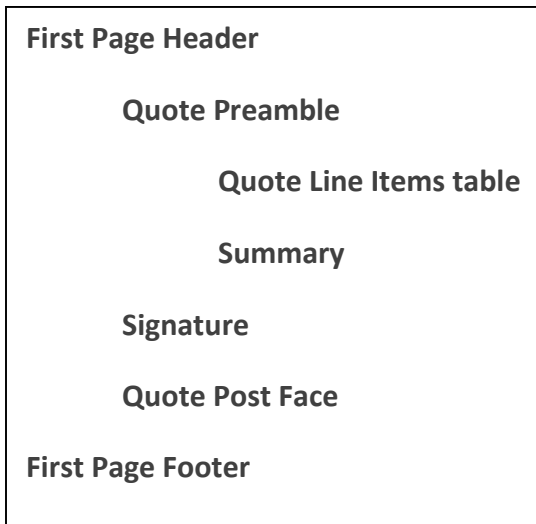 First Page Header
Quote Preamble
Quote Line Items table
Summary
Signature
Quote Post Face
First Page Footer